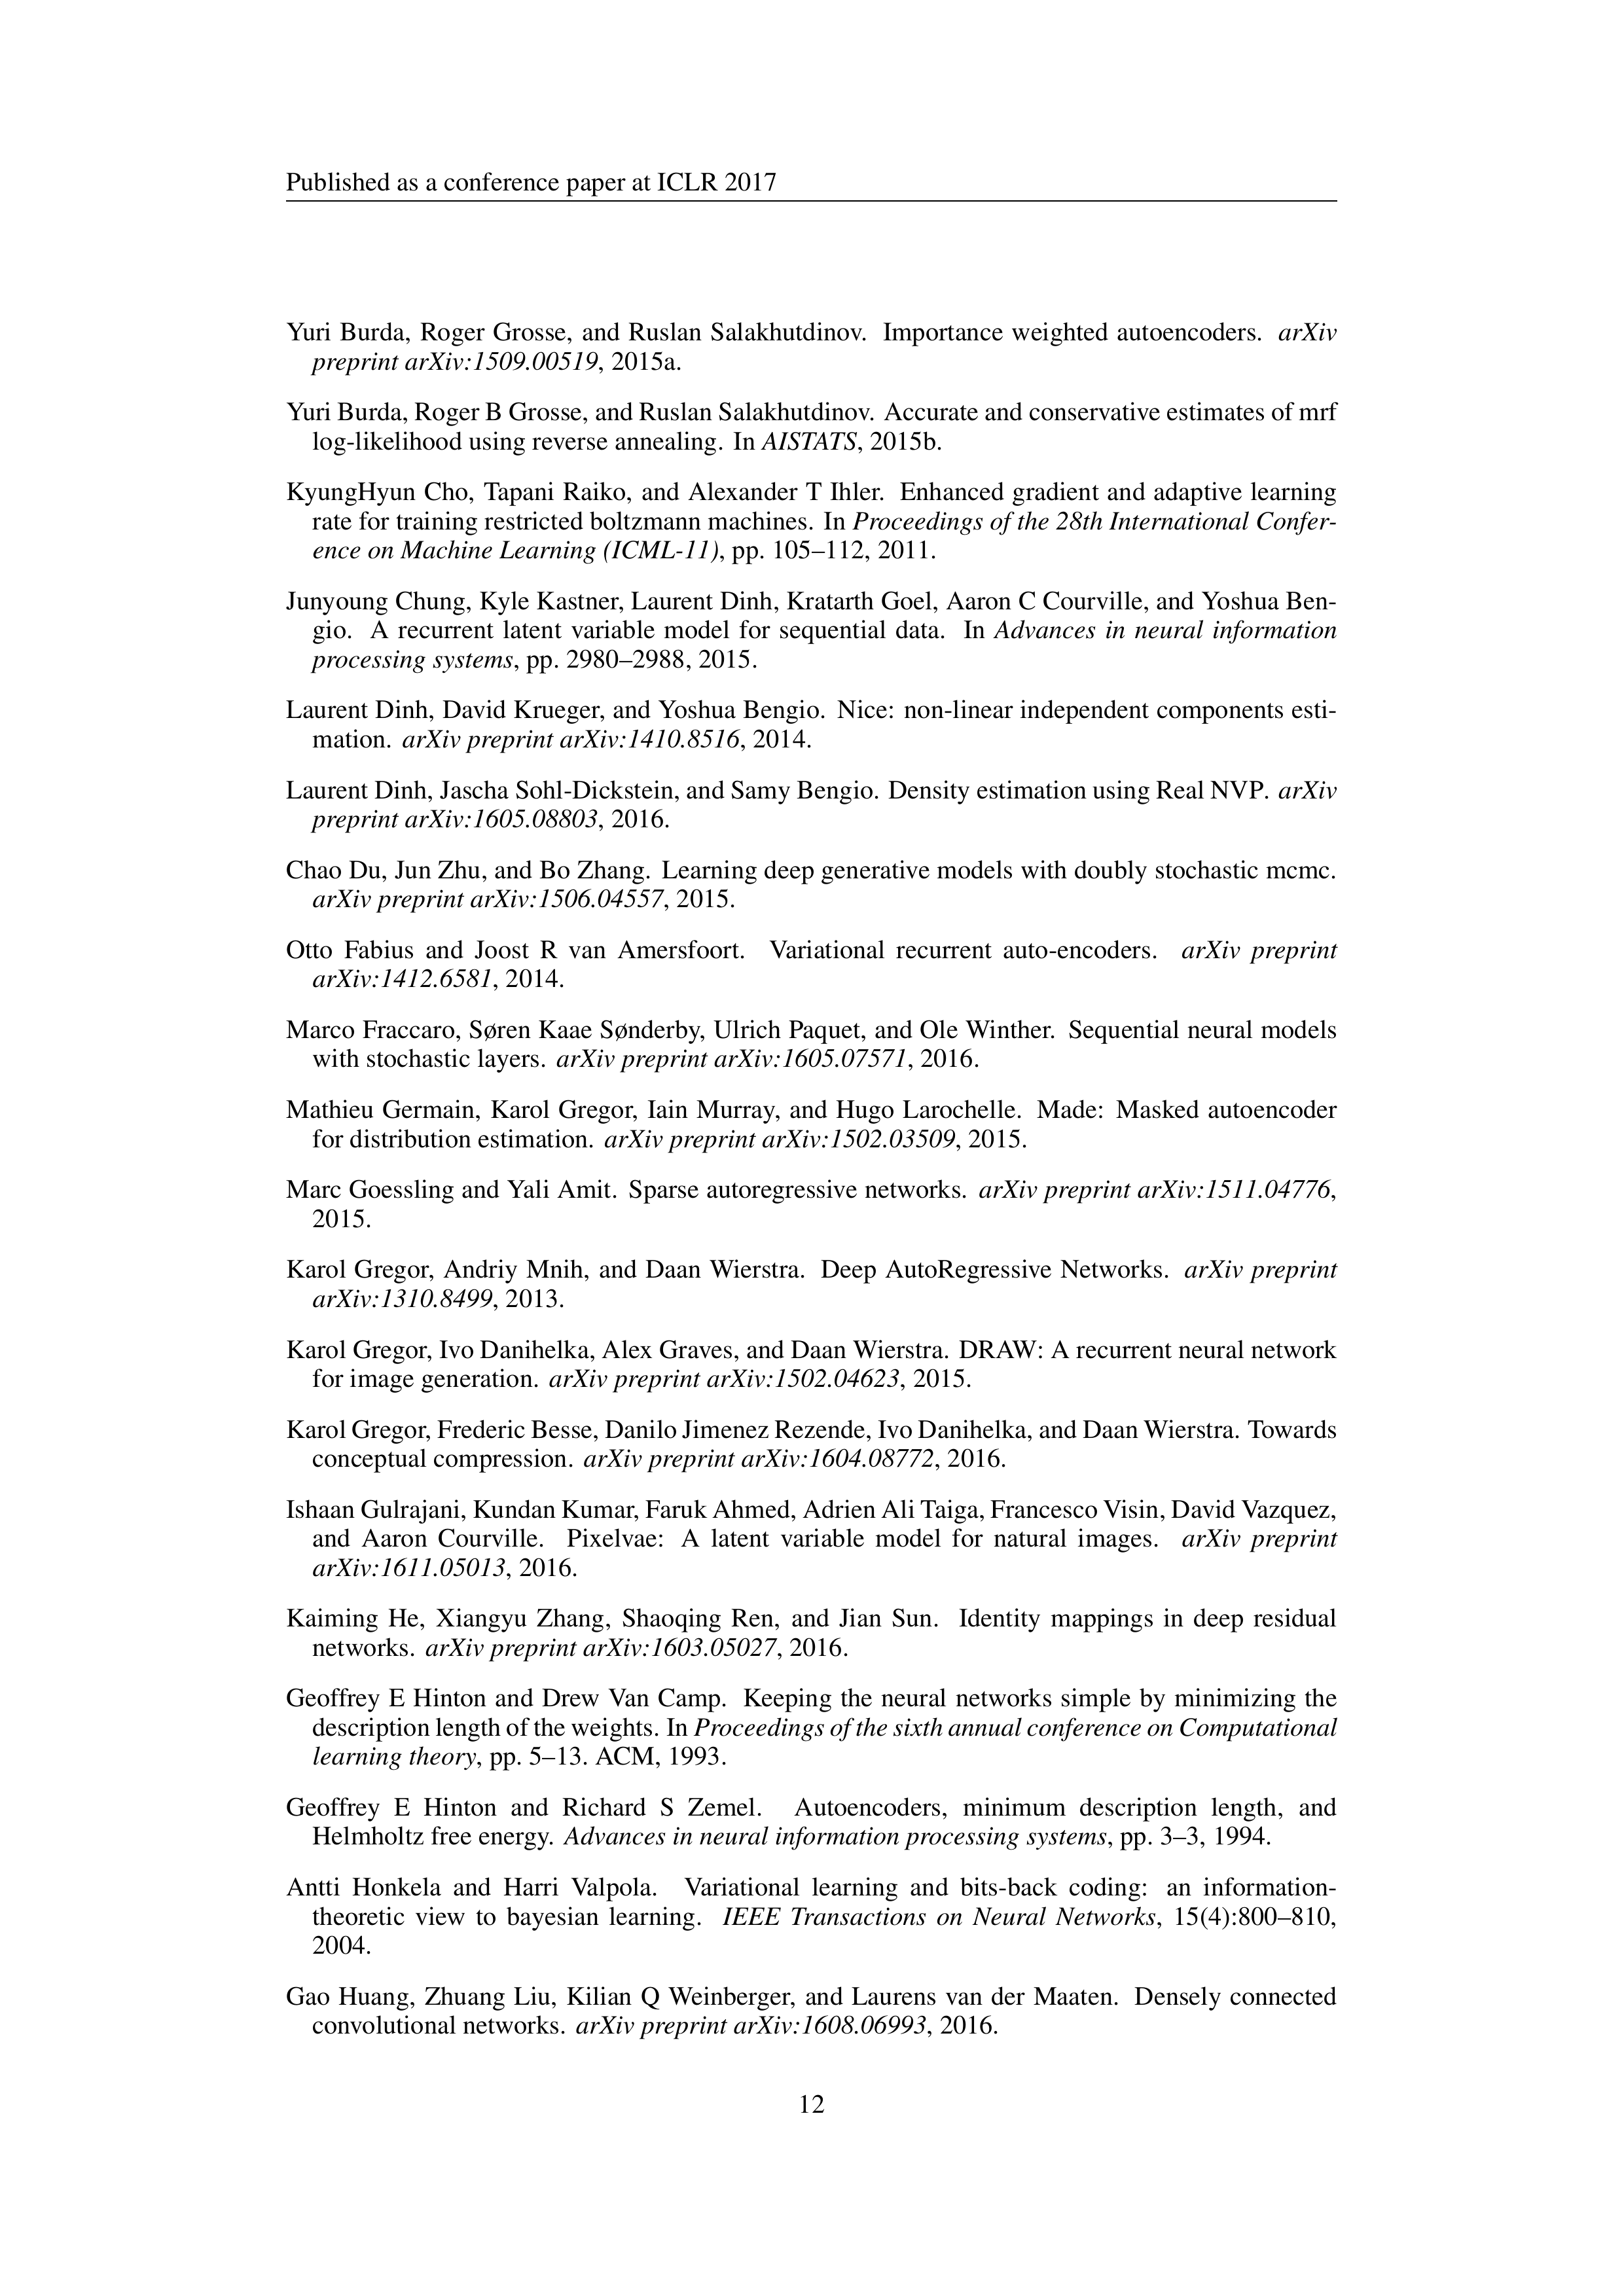 Published as a conference paper at ICLR 2017
Yuri Burda, Roger Grosse, and Ruslan Salakhutdinov. Importance weighted autoencoders. arXiv
preprint arXiv:1509.00519, 2015a.
Yuri Burda, Roger B Grosse, and Ruslan Salakhutdinov. Accurate and conservative estimates of mrf
log-likelihood using reverse annealing. In AISTATS, 2015b.
KyungHyun Cho, Tapani Raiko, and Alexander T Ihler. Enhanced gradient and adaptive learning
rate for training restricted boltzmann machines. In Proceedings of the 28th International Confer-
ence on Machine Learning (ICML-11), pp. 105–112, 2011.
Junyoung Chung, Kyle Kastner, Laurent Dinh, Kratarth Goel, Aaron C Courville, and Yoshua Ben-
gio. A recurrent latent variable model for sequential data. In Advances in neural information
processing systems, pp. 2980–2988, 2015.
Laurent Dinh, David Krueger, and Yoshua Bengio. Nice: non-linear independent components esti-
mation. arXiv preprint arXiv:1410.8516, 2014.
Laurent Dinh, Jascha Sohl-Dickstein, and Samy Bengio. Density estimation using Real NVP. arXiv
preprint arXiv:1605.08803, 2016.
Chao Du, Jun Zhu, and Bo Zhang. Learning deep generative models with doubly stochastic mcmc.
arXiv preprint arXiv:1506.04557, 2015.
Otto Fabius and Joost R van Amersfoort. Variational recurrent auto-encoders. arXiv preprint
arXiv:1412.6581, 2014.
Marco Fraccaro, Søren Kaae Sønderby, Ulrich Paquet, and Ole Winther. Sequential neural models
with stochastic layers. arXiv preprint arXiv:1605.07571, 2016.
Mathieu Germain, Karol Gregor, Iain Murray, and Hugo Larochelle. Made: Masked autoencoder
for distribution estimation. arXiv preprint arXiv:1502.03509, 2015.
Marc Goessling and Yali Amit. Sparse autoregressive networks. arXiv preprint arXiv:1511.04776,
2015.
Karol Gregor, Andriy Mnih, and Daan Wierstra. Deep AutoRegressive Networks. arXiv preprint
arXiv:1310.8499, 2013.
Karol Gregor, Ivo Danihelka, Alex Graves, and Daan Wierstra. DRAW: A recurrent neural network
for image generation. arXiv preprint arXiv:1502.04623, 2015.
Karol Gregor, Frederic Besse, Danilo Jimenez Rezende, Ivo Danihelka, and Daan Wierstra. Towards
conceptual compression. arXiv preprint arXiv:1604.08772, 2016.
Ishaan Gulrajani, Kundan Kumar, Faruk Ahmed, Adrien Ali Taiga, Francesco Visin, David Vazquez,
and Aaron Courville. Pixelvae: A latent variable model for natural images. arXiv preprint
arXiv:1611.05013, 2016.
Kaiming He, Xiangyu Zhang, Shaoqing Ren, and Jian Sun. Identity mappings in deep residual
networks. arXiv preprint arXiv:1603.05027, 2016.
Geoffrey E Hinton and Drew Van Camp. Keeping the neural networks simple by minimizing the
description length of the weights. In Proceedings of the sixth annual conference on Computational
learning theory, pp. 5–13. ACM, 1993.
Geoffrey E Hinton and Richard S Zemel. Autoencoders, minimum description length, and
Helmholtz free energy. Advances in neural information processing systems, pp. 3–3, 1994.
Antti Honkela and Harri Valpola. Variational learning and bits-back coding: an information-
theoretic view to bayesian learning. IEEE Transactions on Neural Networks, 15(4):800–810,
2004.
Gao Huang, Zhuang Liu, Kilian Q Weinberger, and Laurens van der Maaten. Densely connected
convolutional networks. arXiv preprint arXiv:1608.06993, 2016.
12